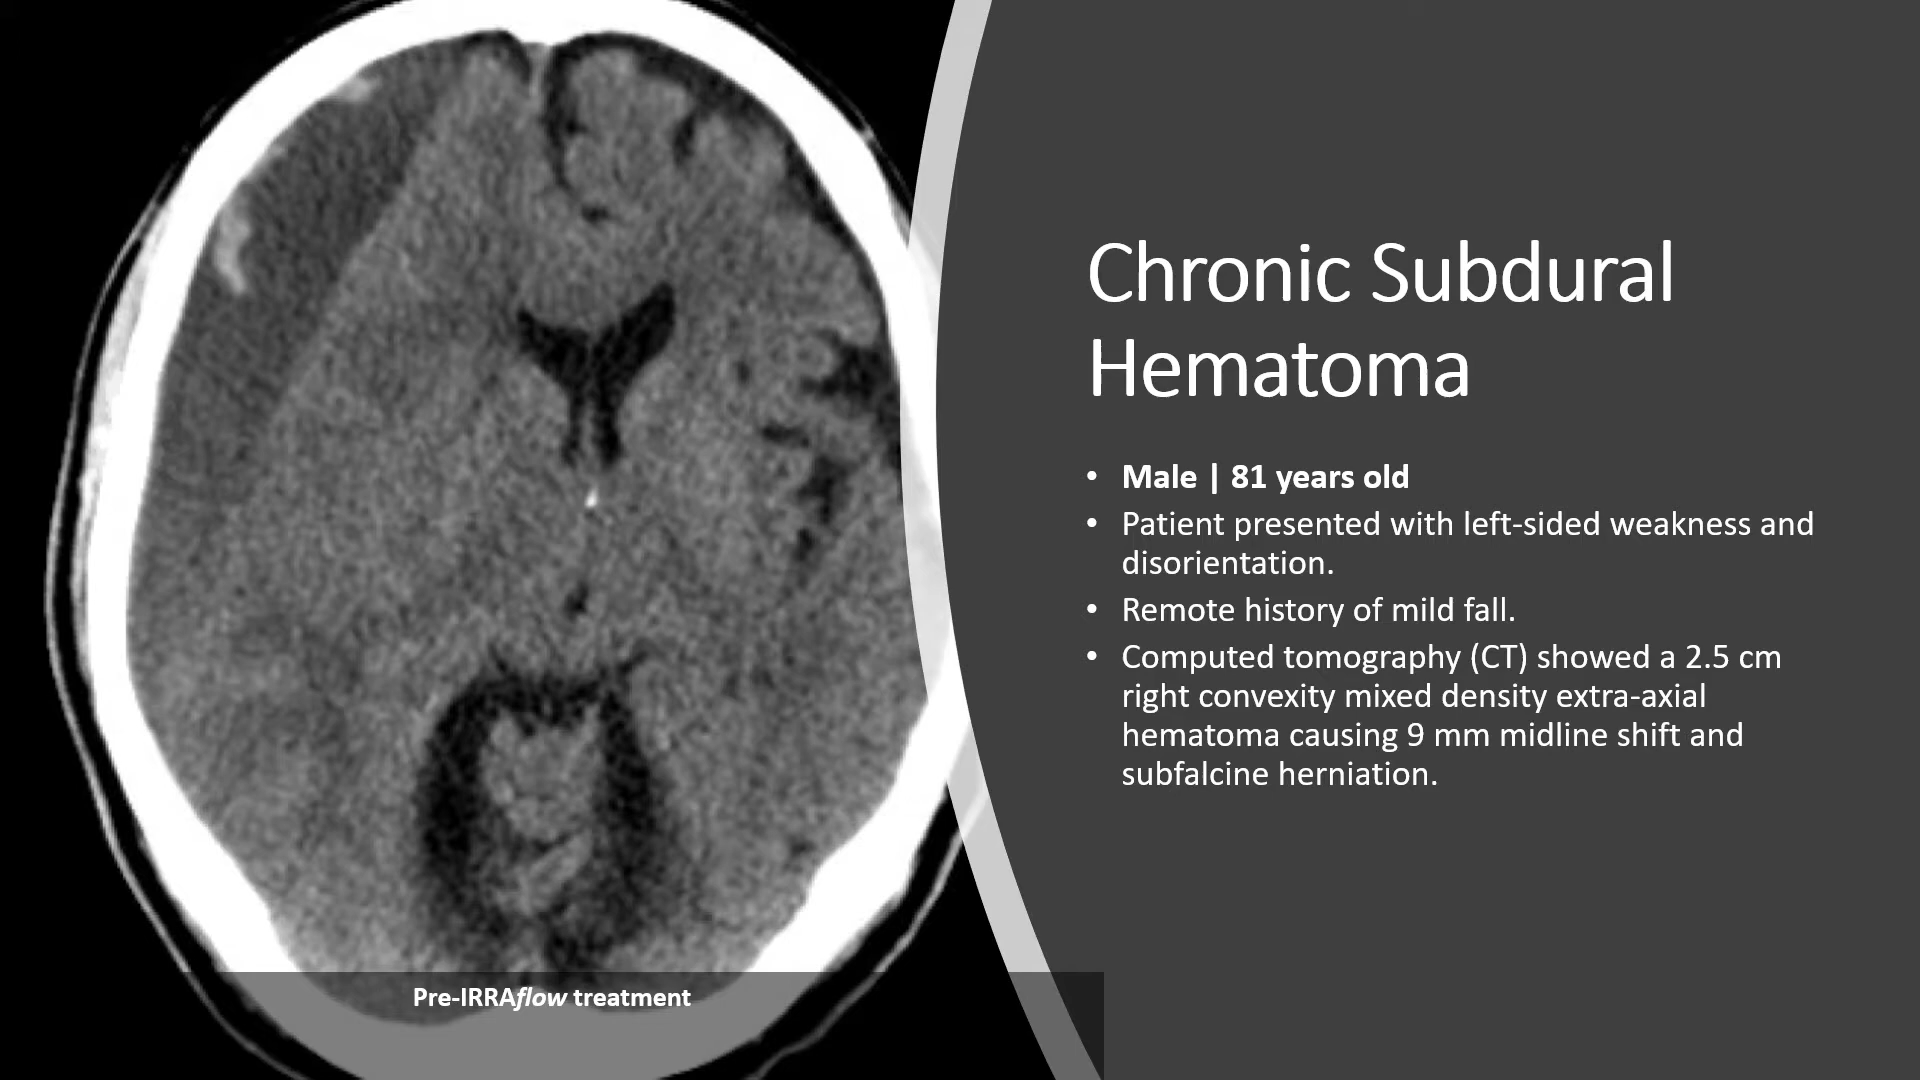 Chronic Subdural
Hematoma
• Male | 81 years old
• Patient presented with left-sided weakness and
disorientation.
• Remote history of mild fall.
• Computed tomography (CT) showed a 2.5 cm
right convexity mixed density extra-axial
hematoma causing 9 mm midline shift and
subfalcine herniation.
Pre-IRRAflow treatment